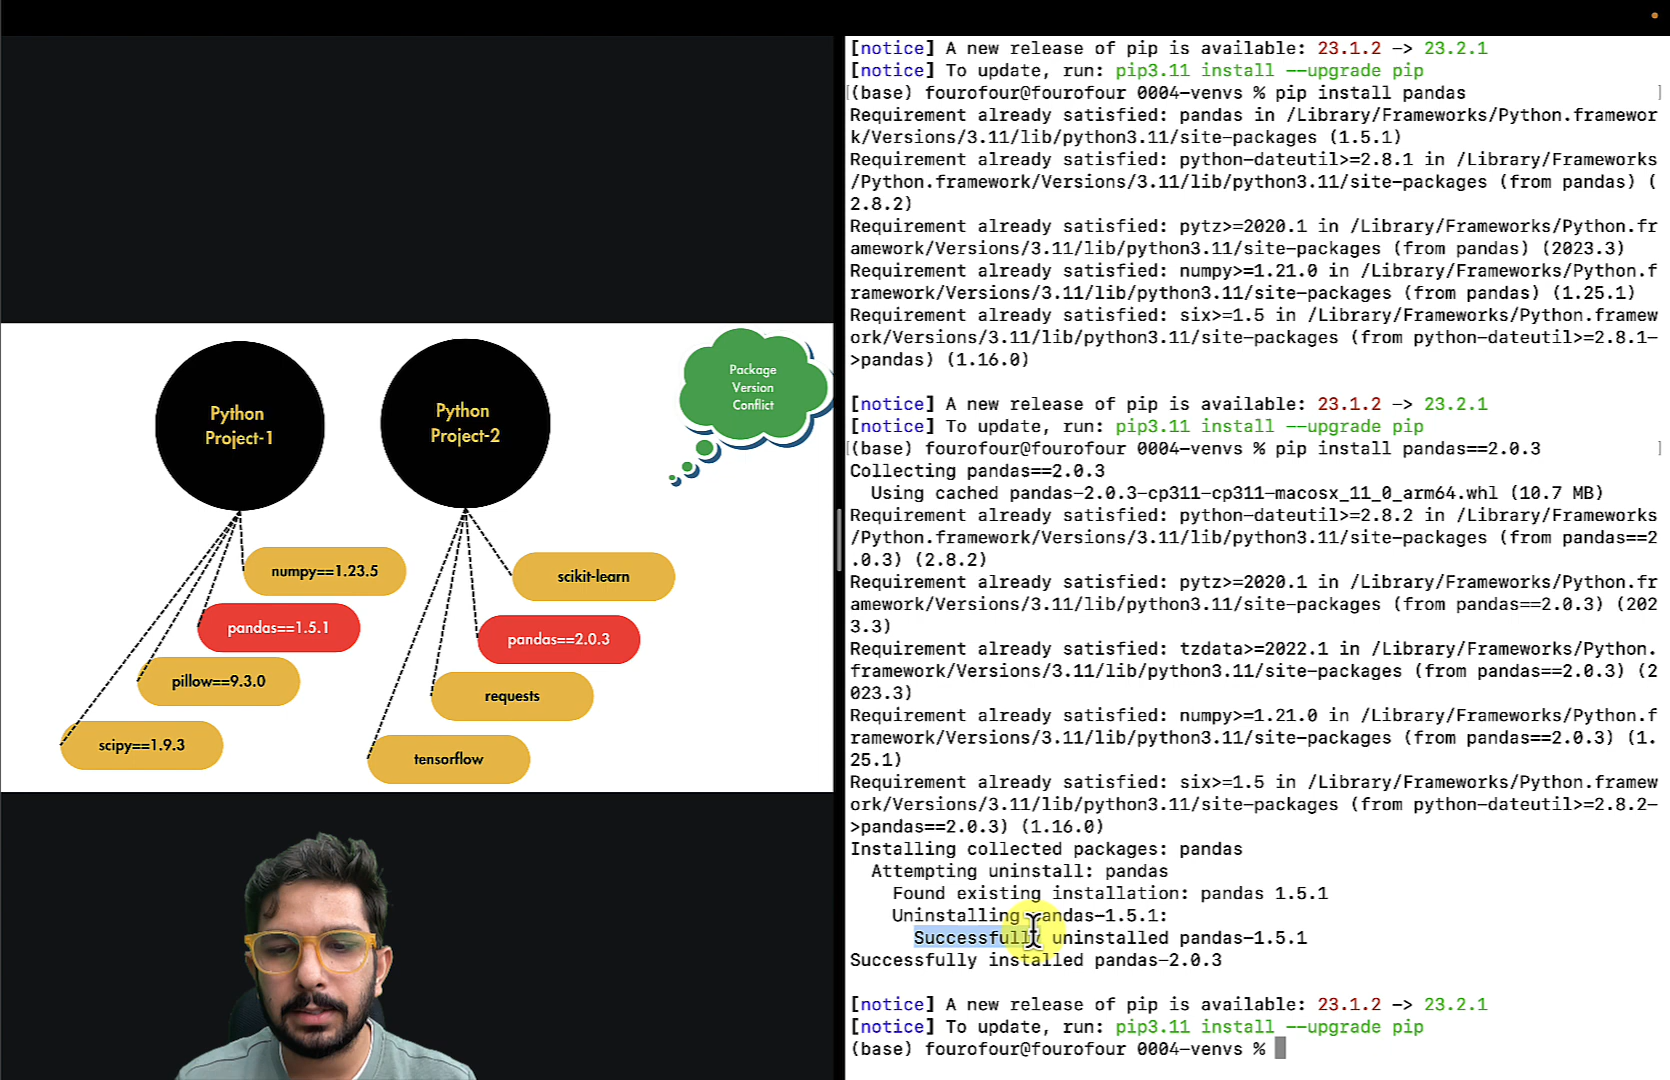 Python
Project-1
Python
Project-2
Package
Version
Conflict
numpy==1.23.5
pandas==1.5.1
pillow==9.3.0
scipy==1.9.3
scikit-learn
pandas==2.0.3
requests
tensorflow
[notice] A new release of pip is available: 23.1.2 -> 23.2.1
[notice] To update, run: pip3.11 install --upgrade pip
[(base) fourofour@fourofour 0004-venvs % pip install pandas ]
Requirement already satisfied: pandas in /Library/Frameworks/Python.framewor
k/Versions/3.11/lib/python3.11/site-packages (1.5.1)
Requirement already satisfied: python-dateutil>=2.8.1 in /Library/Frameworks
/Python.framework/Versions/3.11/lib/python3.11/site-packages (from pandas) (
2.8.2)
Requirement already satisfied: pytz>=2020.1 in /Library/Frameworks/Python.fr
amework/Versions/3.11/lib/python3.11/site-packages (from pandas) (2023.3)
Requirement already satisfied: numpy>=1.21.0 in /Library/Frameworks/Python.f
ramework/Versions/3.11/lib/python3.11/site-packages (from pandas) (1.25.1)
Requirement already satisfied: six>=1.5 in /Library/Frameworks/Python.framew
ork/Versions/3.11/lib/python3.11/site-packages (from python-dateutil>=2.8.1-
>pandas) (1.16.0)
[notice] A new release of pip is available: 23.1.2 -> 23.2.1
[notice] To update, run: pip3.11 install --upgrade pip
[(base) fourofour@fourofour 0004-venvs % pip install pandas==2.0.3 ]
Collecting pandas==2.0.3
Using cached pandas-2.0.3-cp311-cp311-macosx_11_0_arm64.whl (10.7 MB)
Requirement already satisfied: python-dateutil>=2.8.2 in /Library/Frameworks
/Python.framework/Versions/3.11/lib/python3.11/site-packages (from pandas==2
.0.3) (2.8.2)
Requirement already satisfied: pytz>=2020.1 in /Library/Frameworks/Python.fr
amework/Versions/3.11/lib/python3.11/site-packages (from pandas==2.0.3) (202
3.3)
Requirement already satisfied: tzdata>=2022.1 in /Library/Frameworks/Python.
framework/Versions/3.11/lib/python3.11/site-packages (from pandas==2.0.3) (2
023.3)
Requirement already satisfied: numpy>=1.21.0 in /Library/Frameworks/Python.f
ramework/Versions/3.11/lib/python3.11/site-packages (from pandas==2.0.3) (1.
25.1)
Requirement already satisfied: six>=1.5 in /Library/Frameworks/Python.framew
ork/Versions/3.11/lib/python3.11/site-packages (from python-dateutil>=2.8.2-
>pandas==2.0.3) (1.16.0)
Installing collected packages: pandas
Attempting uninstall: pandas
Found existing installation: pandas 1.5.1
Uninstalling pandas-1.5.1:
Successfully uninstalled pandas-1.5.1
Successfully installed pandas-2.0.3
[notice] A new release of pip is available: 23.1.2 -> 23.2.1
[notice] To update, run: pip3.11 install --upgrade pip
(base) fourofour@fourofour 0004-venvs %